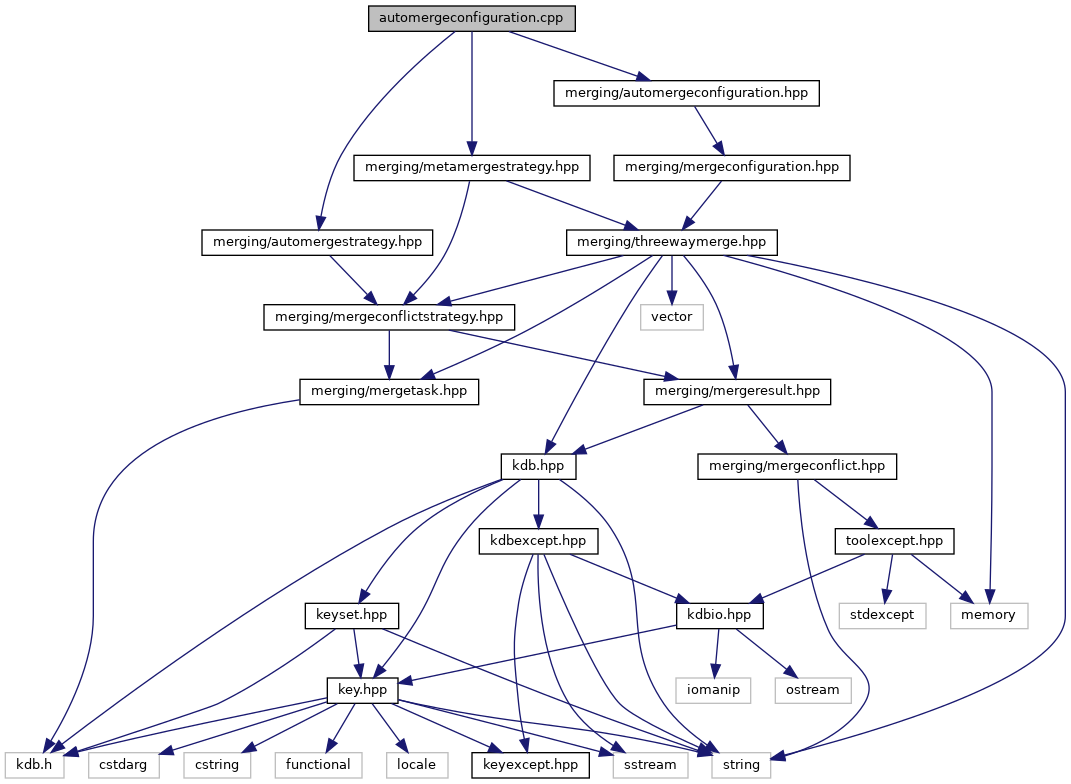 automergeconfiguration.cpp
merging/automergeconfiguration.hpp
merging/metamergestrategy.hpp
merging/mergeconfiguration.hpp
merging/automergestrategy.hpp
merging/threewaymerge.hpp
merging/mergeconflictstrategy.hpp
vector
merging/mergetask.hpp
merging/mergeresult.hpp
kdb.hpp
merging/mergeconflict.hpp
kdbexcept.hpp
toolexcept.hpp
keyset.hpp
kdbio.hpp
stdexcept
memory
key.hpp
iomanip
ostream
kdb.h
cstdarg
cstring
functional
locale
keyexcept.hpp
sstream
string